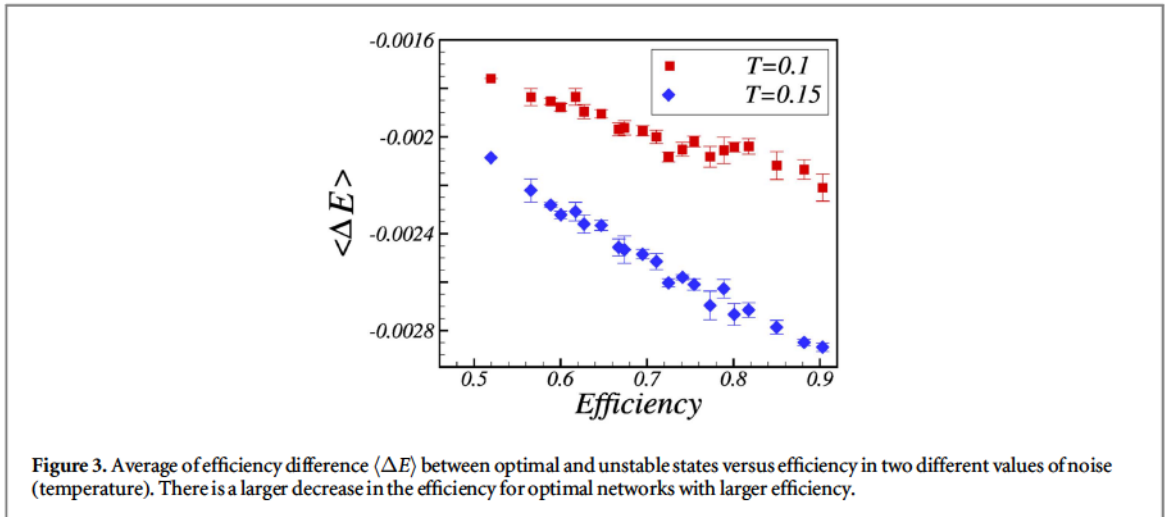 -0.0016
-0.002
-0.0024
-0.0028
<ΔE>
T=0.1
T=0.15
0.5 0.6 0.7 0.8 0.9
Efficiency
Figure 3. Average of efficiency difference ⟨ΔE⟩ between optimal and unstable states versus efficiency in two different values of noise
(temperature). There is a larger decrease in the efficiency for optimal networks with larger efficiency.